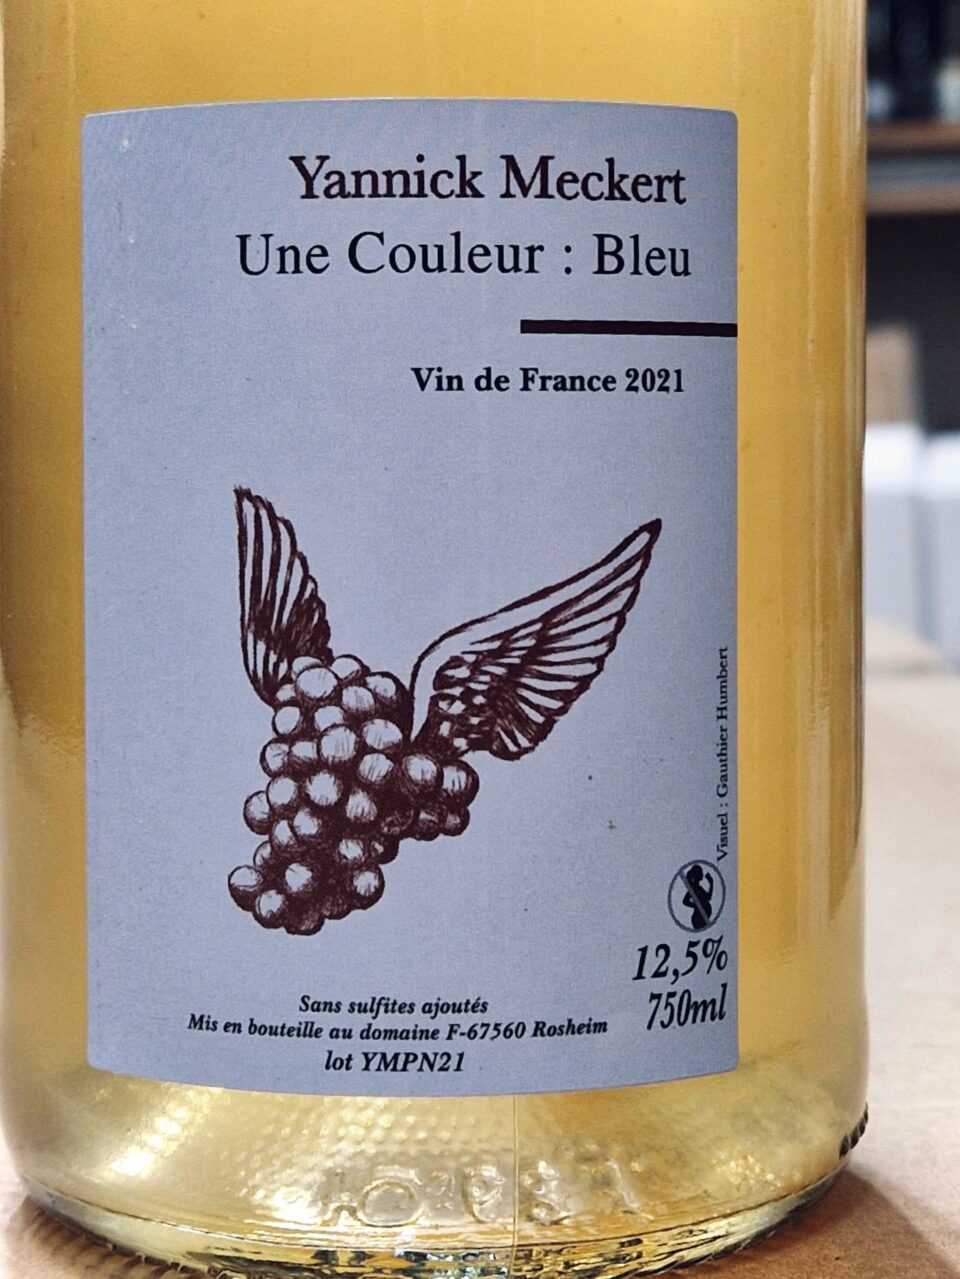 Yannick Meckert
Une Couleur : Bleu
Vin de France 2021
Visuel : Gauthier Humbert
12,5%
750ml
Sans sulfites ajoutés
Mis en bouteille au domaine F-67560 Rosheim
lot YMPN21